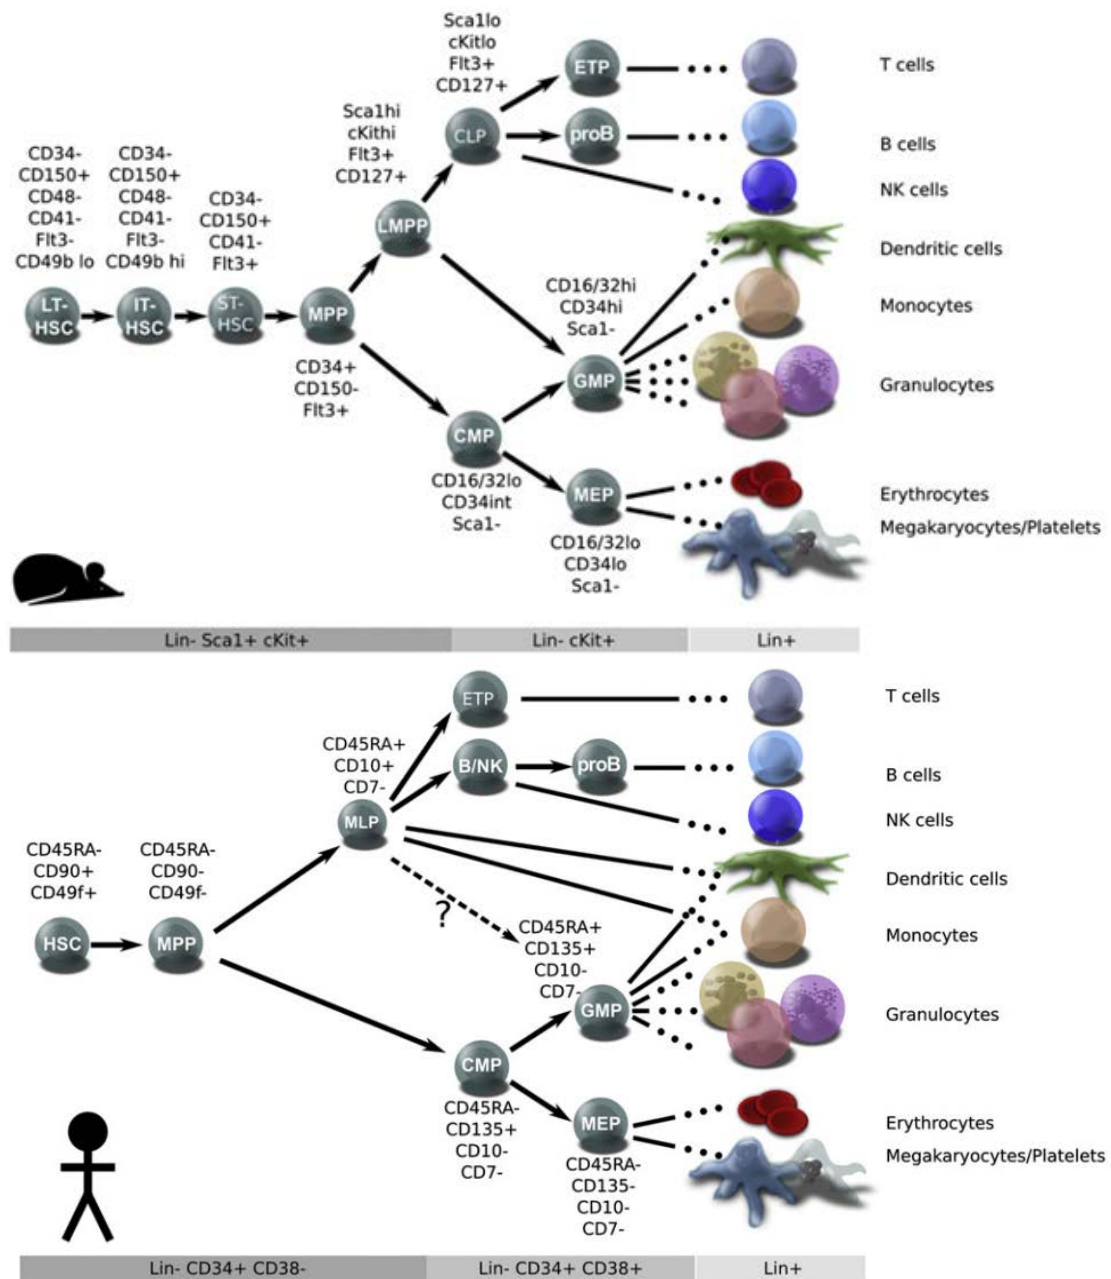 Sca1lo
cKitlo
Flt3+
CD127+
ETP
T cells
Sca1hi
cKithi
Flt3+
CD127+
CLP
proB
B cells
NK cells
CD34-
CD150+
CD48-
CD41-
Flt3-
CD49b lo
CD34-
CD150+
CD48-
CD41-
Flt3-
CD49b hi
CD34-
CD150+
CD41-
Flt3+
LMPP
Dendritic cells
LT-
HSC
IT-
HSC
ST-
HSC
MPP
CD16/32hi
CD34hi
Sca1-
Monocytes
CD34+
CD150-
Flt3+
GMP
Granulocytes
CMP
CD16/32lo
CD34int
Sca1-
MEP
CD16/32lo
CD34lo
Sca1-
Erythrocytes
Megakaryocytes/Platelets
Lin- Sca1+ cKit+
Lin- cKit+
Lin+
ETP
T cells
CD45RA+
CD10+
CD7-
B/NK
proB
B cells
MLP
NK cells
CD45RA-
CD90+
CD49f+
CD45RA-
CD90-
CD49f-
Dendritic cells
?
HSC
MPP
CD45RA+
CD135+
CD10-
CD7-
Monocytes
GMP
Granulocytes
CMP
CD45RA-
CD135+
CD10-
CD7-
MEP
CD45RA-
CD135-
CD10-
CD7-
Erythrocytes
Megakaryocytes/Platelets
Lin- CD34+ CD38-
Lin- CD34+ CD38+
Lin+